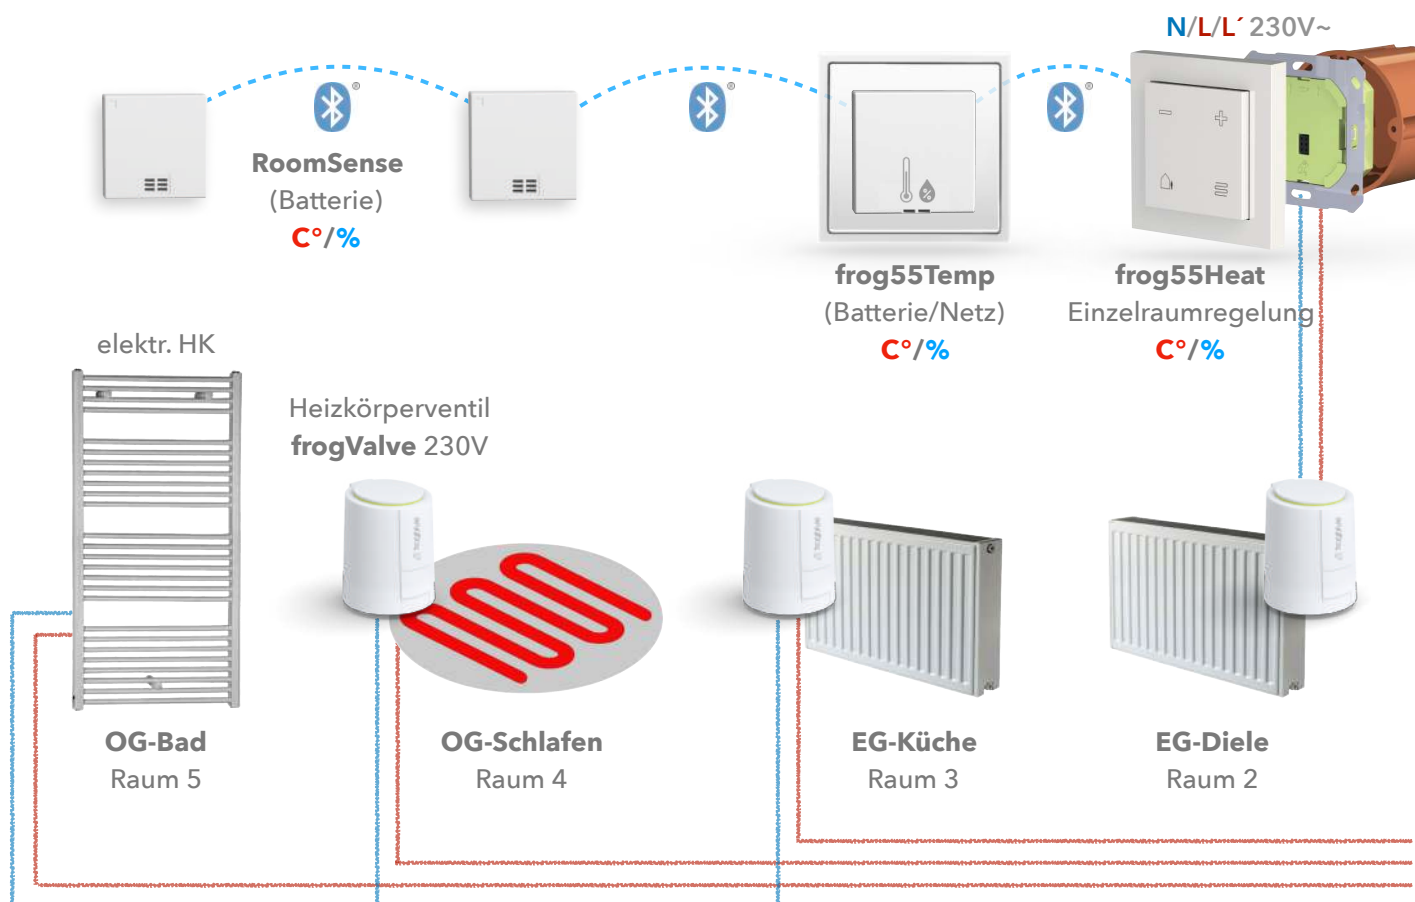 N/L/L´ 230V~
®
®
®
RoomSense
(Batterie)
C°/%
frog55Temp
(Batterie/Netz)
C°/%
frog55Heat
Einzelraumregelung
C°/%
elektr. HK
Heizkörperventil
frogValve 230V
OG-Bad
Raum 5
OG-Schlafen
Raum 4
EG-Küche
Raum 3
EG-Diele
Raum 2